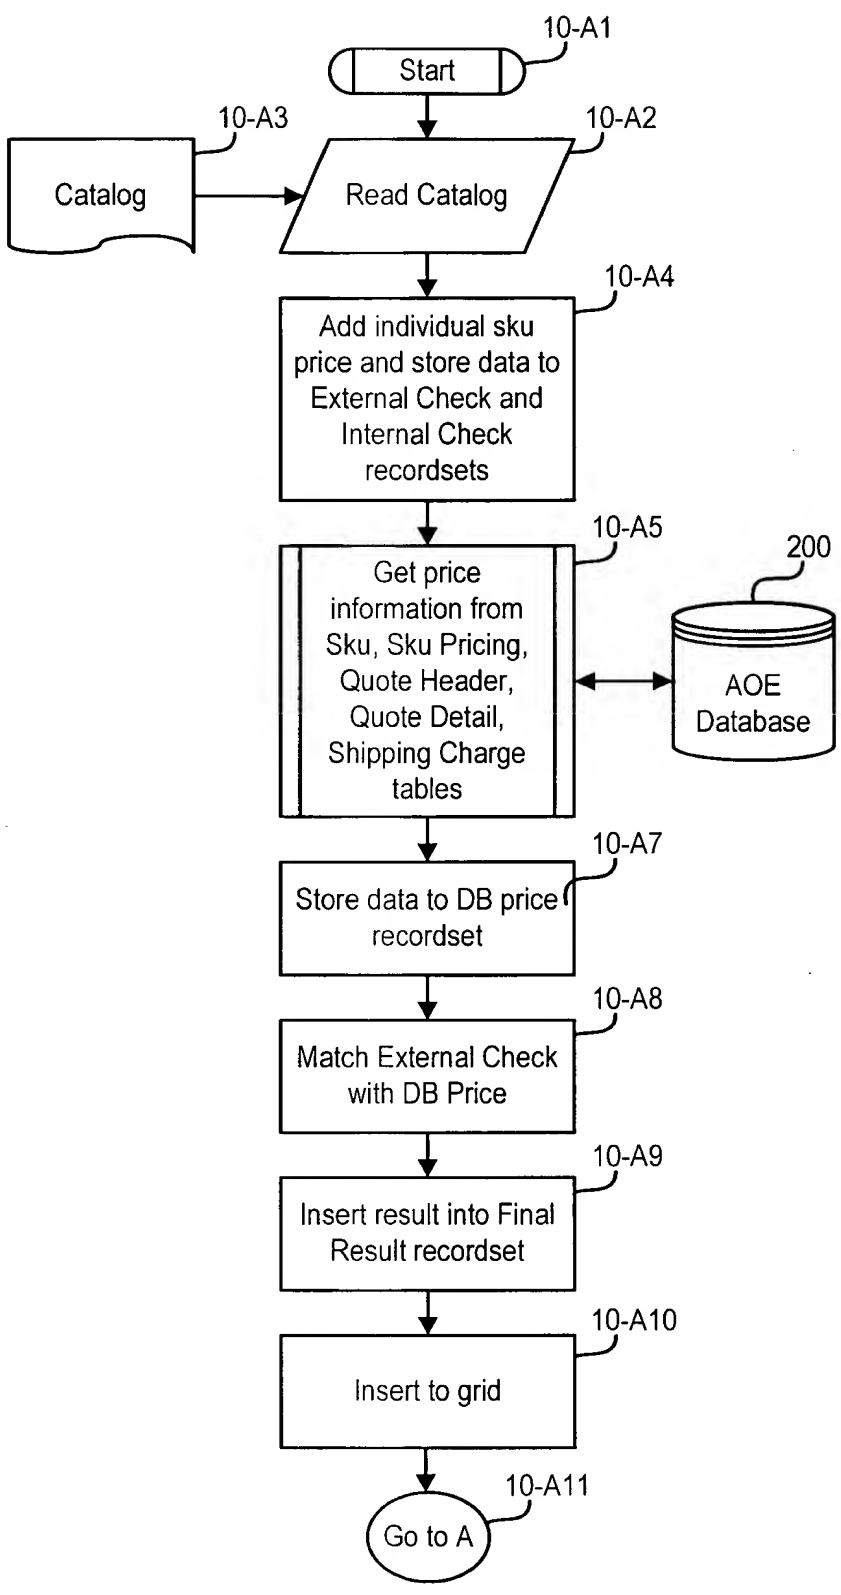 10-A1
Start
10-A3
10-A2
Catalog
Read Catalog
10-A4
Add individual sku
price and store data to
External Check and
Internal Check
recordsets
10-A5
200
Get price
information from
Sku, Sku Pricing,
Quote Header,
Quote Detail,
Shipping Charge
tables
AOE
Database
10-A7
Store data to DB price
recordset
10-A8
Match External Check
with DB Price
10-A9
Insert result into Final
Result recordset
10-A10
Insert to grid
10-A11
Go to A